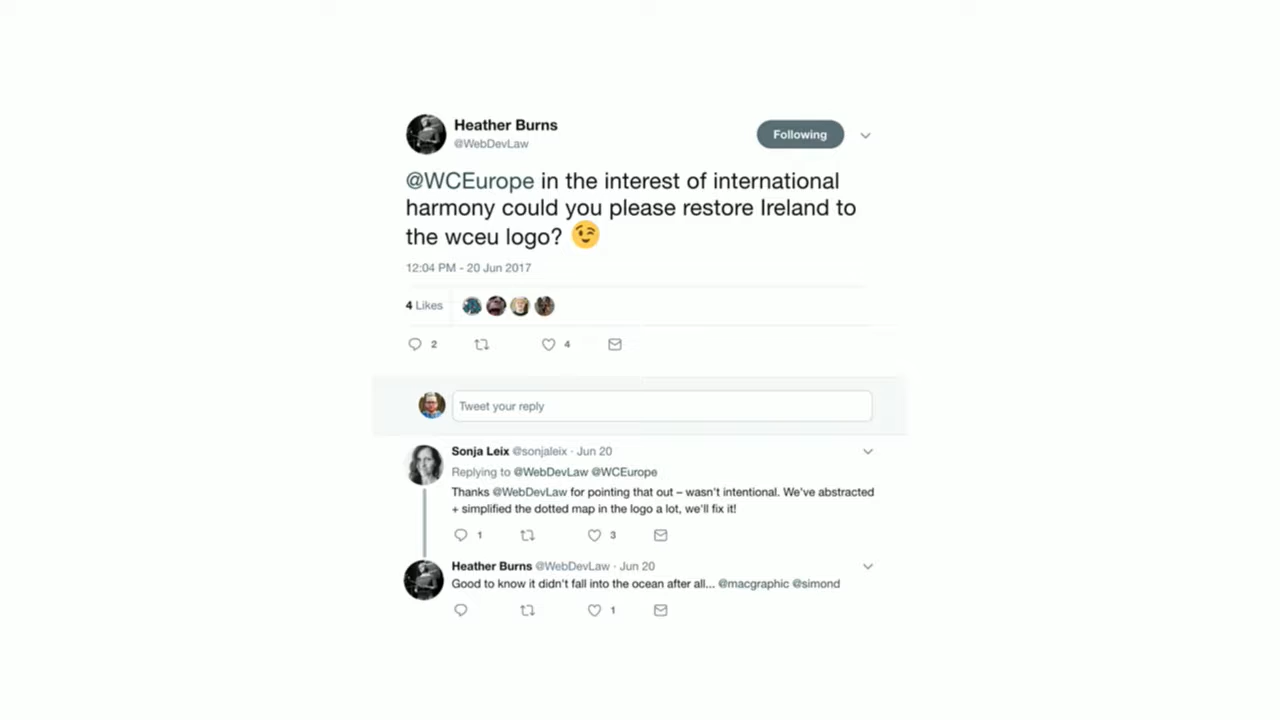 Heather Burns
@WebDevLaw
Following
@WCEurope in the interest of international
harmony could you please restore Ireland to
the wceu logo? 😉
12:04 PM - 20 Jun 2017
4 Likes
2
4
Tweet your reply
Sonja Leix @sonjaleix · Jun 20
Replying to @WebDevLaw @WCEurope
Thanks @WebDevLaw for pointing that out – wasn't intentional. We've abstracted
+ simplified the dotted map in the logo a lot, we'll fix it!
1
3
Heather Burns @WebDevLaw · Jun 20
Good to know it didn't fall into the ocean after all... @macgraphic @simond
1